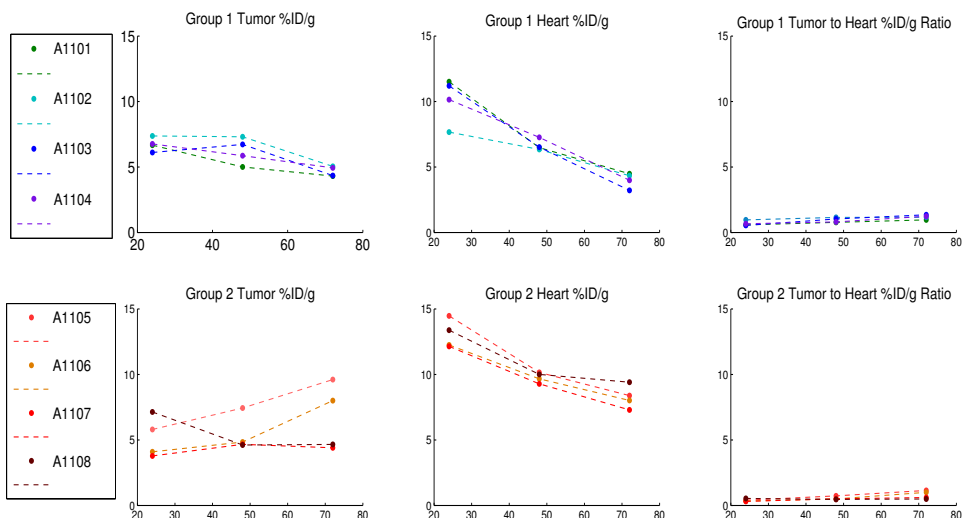 Group 1 Tumor %ID/g
Group 1 Heart %ID/g
Group 1 Tumor to Heart %ID/g Ratio
A1101
A1102
A1103
A1104
15
10
5
0
20 30 40 50 60 70 80
15
10
5
0
20 30 40 50 60 70 80
15
10
5
0
20 30 40 50 60 70 80
Group 2 Tumor %ID/g
Group 2 Heart %ID/g
Group 2 Tumor to Heart %ID/g Ratio
A1105
A1106
A1107
A1108
15
10
5
0
20 30 40 50 60 70 80
15
10
5
0
20 30 40 50 60 70 80
15
10
5
0
20 30 40 50 60 70 80